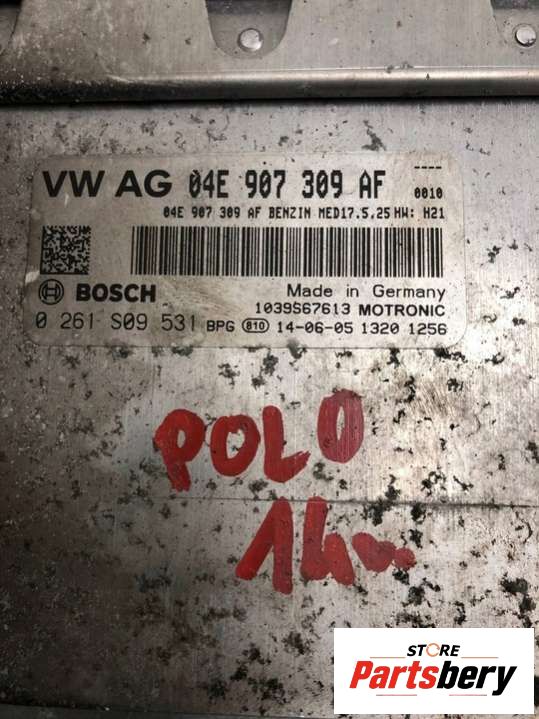 VW AG 04E 907 309 AF ---- 0010
04E 907 309 AF BENZIN MED17.5.25 HW: H21
BOSCH Made in Germany
1039S67613 MOTRONIC
0 261 S09 531 BPG 810 14-06-05 1320 1256
POLO
14
STORE
Partsbery